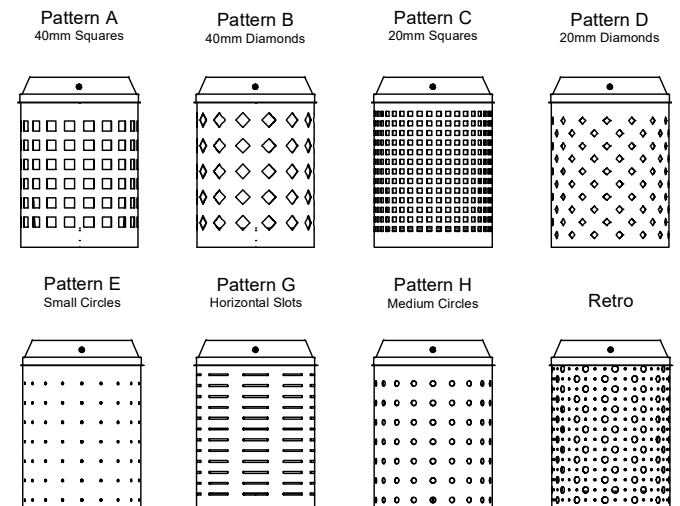 Pattern A
40mm Squares
Pattern B
40mm Diamonds
Pattern C
20mm Squares
Pattern D
20mm Diamonds
Pattern E
Small Circles
Pattern G
Horizontal Slots
Pattern H
Medium Circles
Retro